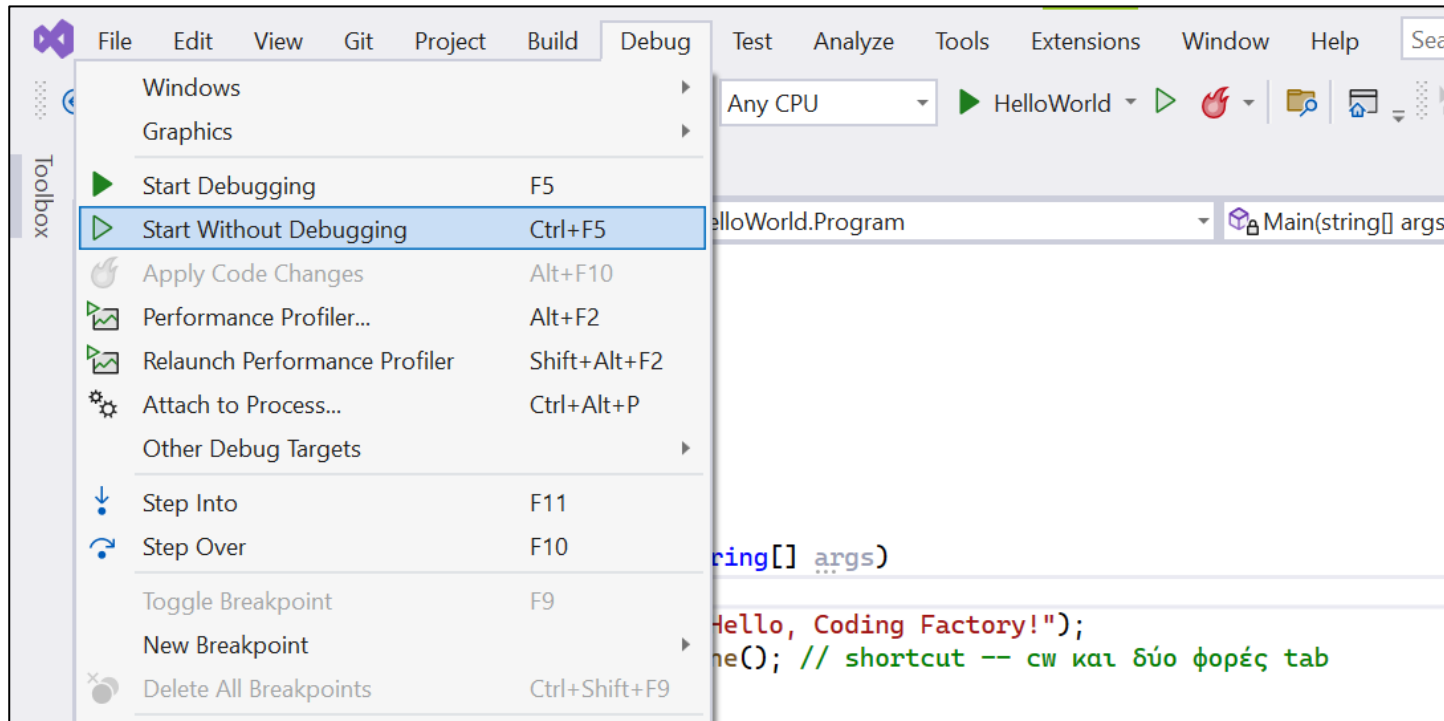 File Edit View Git Project Build Debug Test Analyze Tools Extensions Window Help Sea
Any CPU HelloWorld
Toolbox
Windows
Graphics
Start Debugging F5
Start Without Debugging Ctrl+F5
Apply Code Changes Alt+F10
Performance Profiler... Alt+F2
Relaunch Performance Profiler Shift+Alt+F2
Attach to Process... Ctrl+Alt+P
Other Debug Targets
Step Into F11
Step Over F10
Toggle Breakpoint F9
New Breakpoint
Delete All Breakpoints Ctrl+Shift+F9
elloWorld.Program Main(string[] args
ring[] args)
Hello, Coding Factory!");
ne(); // shortcut -- cw και δύο φορές tab